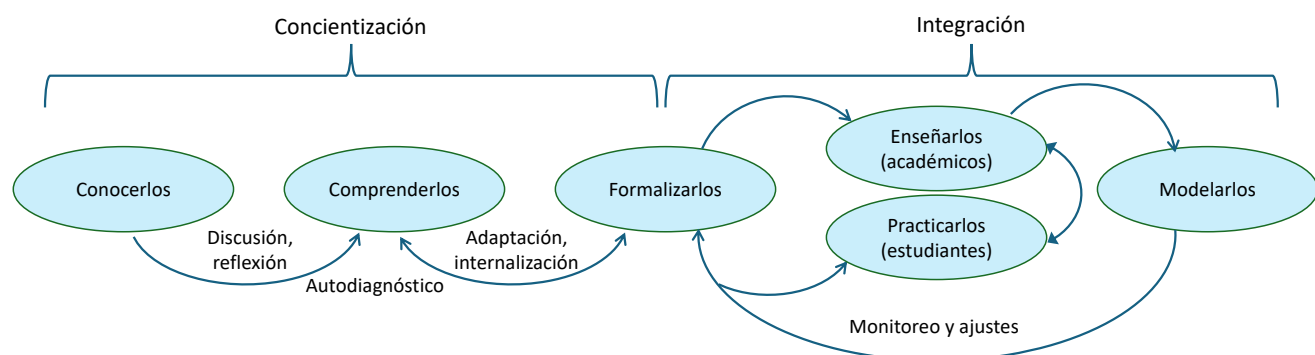 Concientización
Integración
Conocerlos
Comprenderlos
Formalizarlos
Enseñarlos
(académicos)
Practicarlos
(estudiantes)
Modelarlos
Discusión,
reflexión
Autodiagnóstico
Adaptación,
internalización
Monitoreo y ajustes